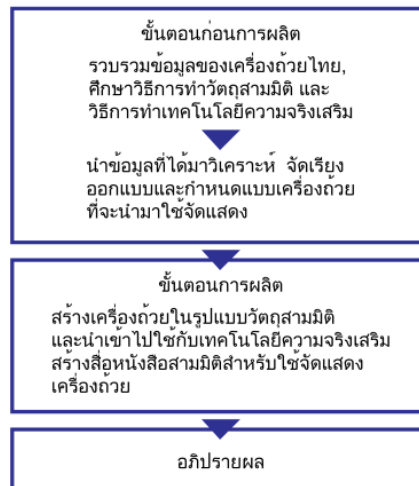 ขั้นตอนก่อนการผลิต
รวบรวมข้อมูลของเครื่องถ้วยไทย,
ศึกษาวิธีการทำวัตถุสามมิติ และ
วิธีการทำเทคโนโลยีความจริงเสริม
นำข้อมูลที่ได้มาวิเคราะห์ จัดเรียง
ออกแบบและกำหนดแบบเครื่องถ้วย
ที่จะนำมาใช้จัดแสดง
ขั้นตอนการผลิต
สร้างเครื่องถ้วยในรูปแบบวัตถุสามมิติ
และนำเข้าไปใช้กับเทคโนโลยีความจริงเสริม
สร้างสื่อหนังสือสามมิติสำหรับใช้จัดแสดง
เครื่องถ้วย
อภิปรายผล